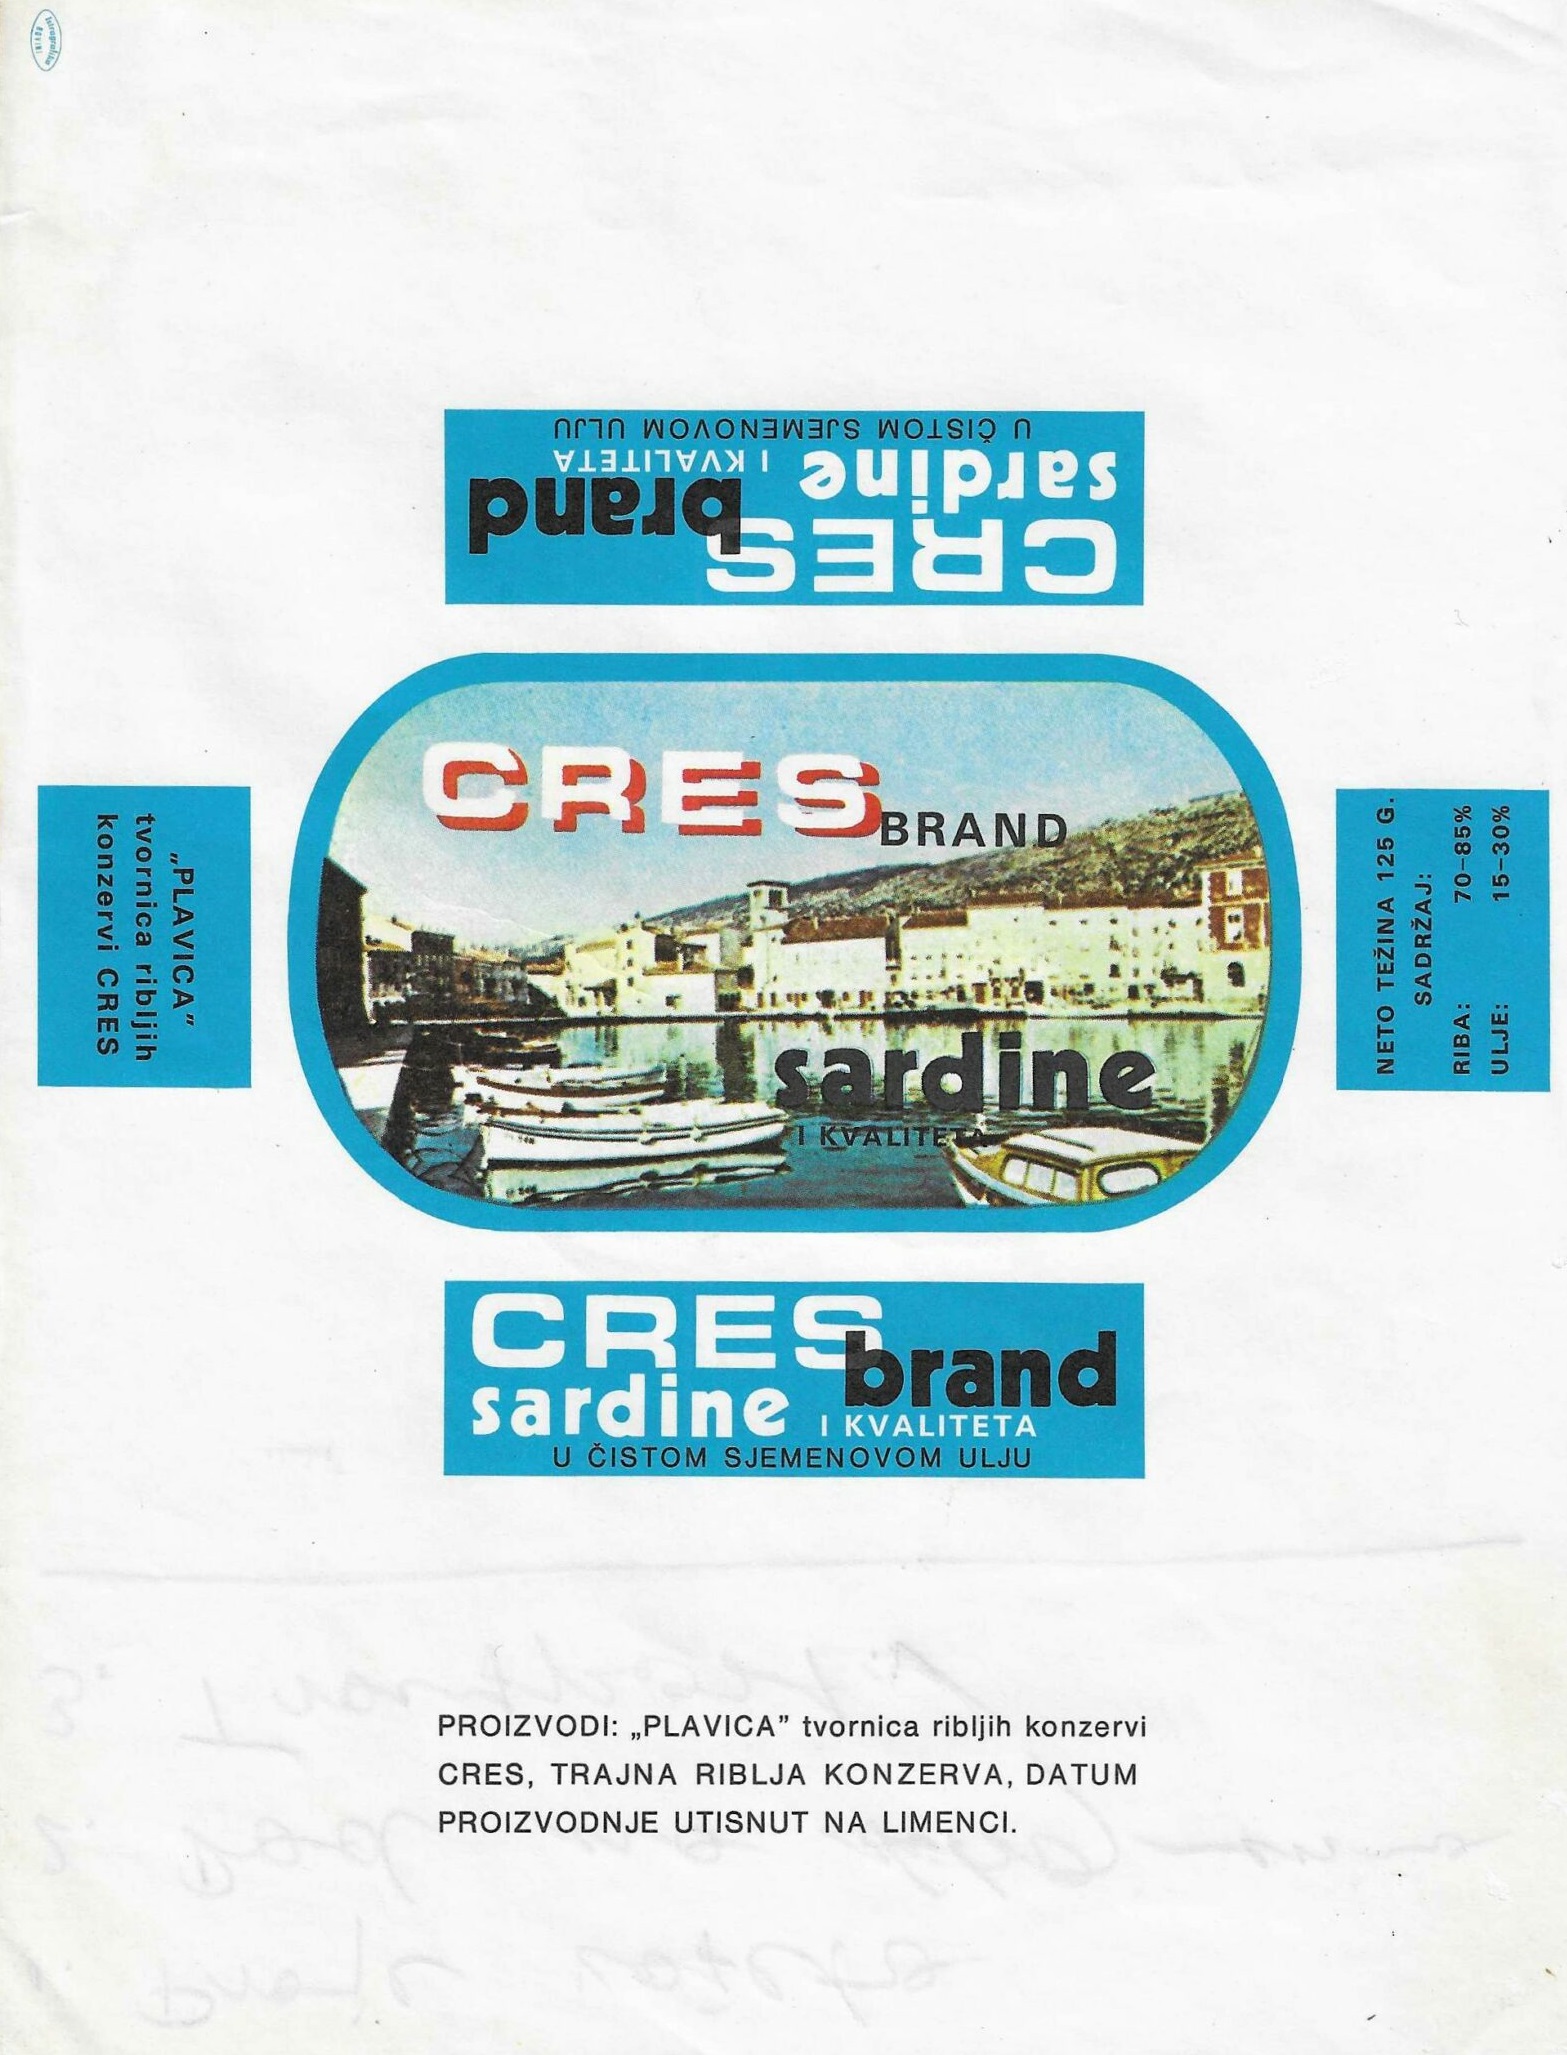 istragrafika
ROVINJ
U ČISTOM SJEMENOVOM ULJU
sardine I KVALITETA
CRES brand
CRES BRAND
sardine
I KVALITETA
„PLAVICA”
tvornica ribljih
konzervi CRES
NETO TEŽINA 125 G.
SADRŽAJ:
RIBA: 70-85%
ULJE: 15-30%
CRES brand
sardine I KVALITETA
U ČISTOM SJEMENOVOM ULJU
PROIZVODI: „PLAVICA” tvornica ribljih konzervi
CRES, TRAJNA RIBLJA KONZERVA, DATUM
PROIZVODNJE UTISNUT NA LIMENCI.